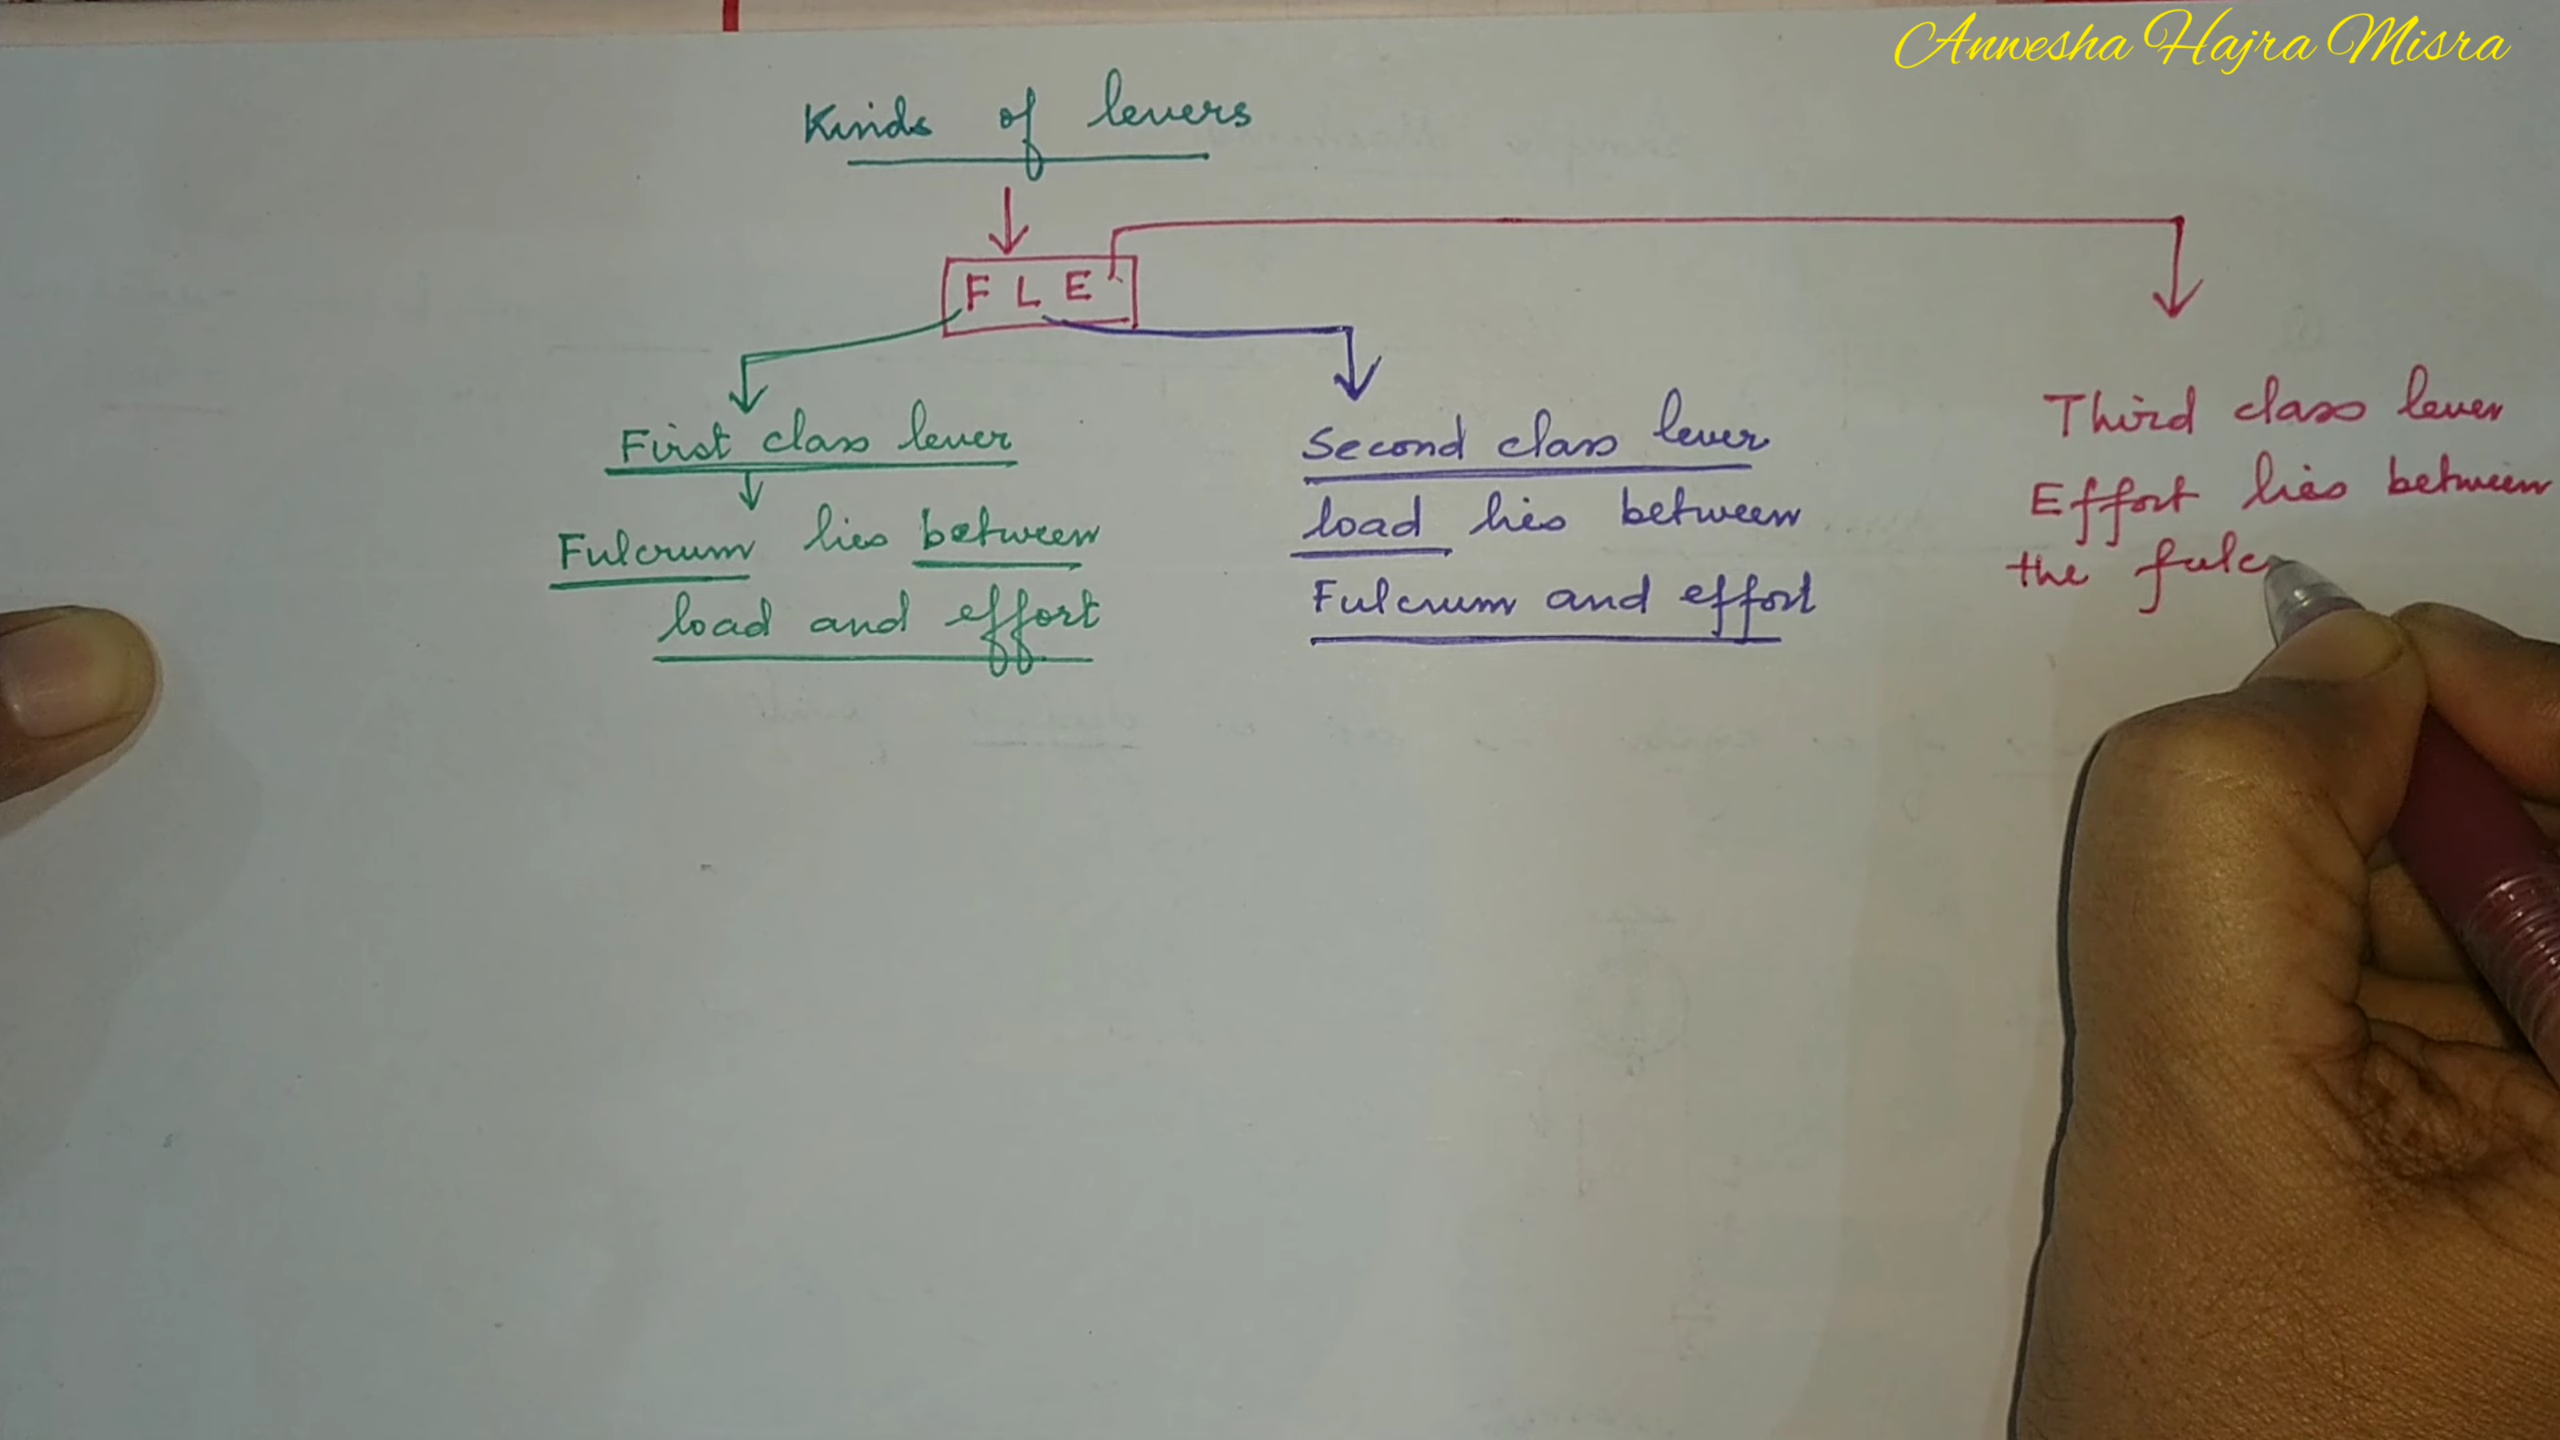 Anwesha Hajra Misra
Kinds of levers
F L E
First class lever
Fulcrum lies between
load and effort
Second class lever
load lies between
Fulcrum and effort
Third class lever
Effort lies between
the fulc